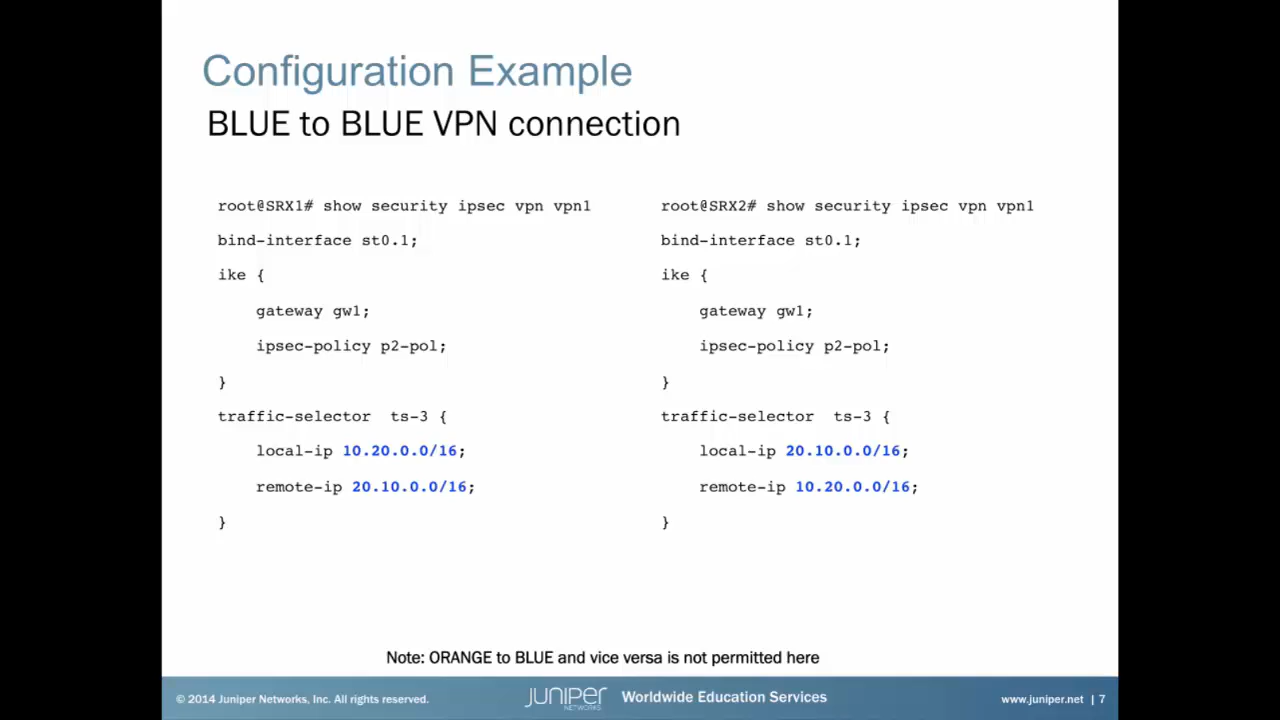 Configuration Example
BLUE to BLUE VPN connection
root@SRX1# show security ipsec vpn vpn1
bind-interface st0.1;
ike {
gateway gw1;
ipsec-policy p2-pol;
}
traffic-selector ts-3 {
local-ip 10.20.0.0/16;
remote-ip 20.10.0.0/16;
}
root@SRX2# show security ipsec vpn vpn1
bind-interface st0.1;
ike {
gateway gw1;
ipsec-policy p2-pol;
}
traffic-selector ts-3 {
local-ip 20.10.0.0/16;
remote-ip 10.20.0.0/16;
}
Note: ORANGE to BLUE and vice versa is not permitted here
© 2014 Juniper Networks, Inc. All rights reserved.
JUNIPER
NETWORKS
Worldwide Education Services
www.juniper.net | 7